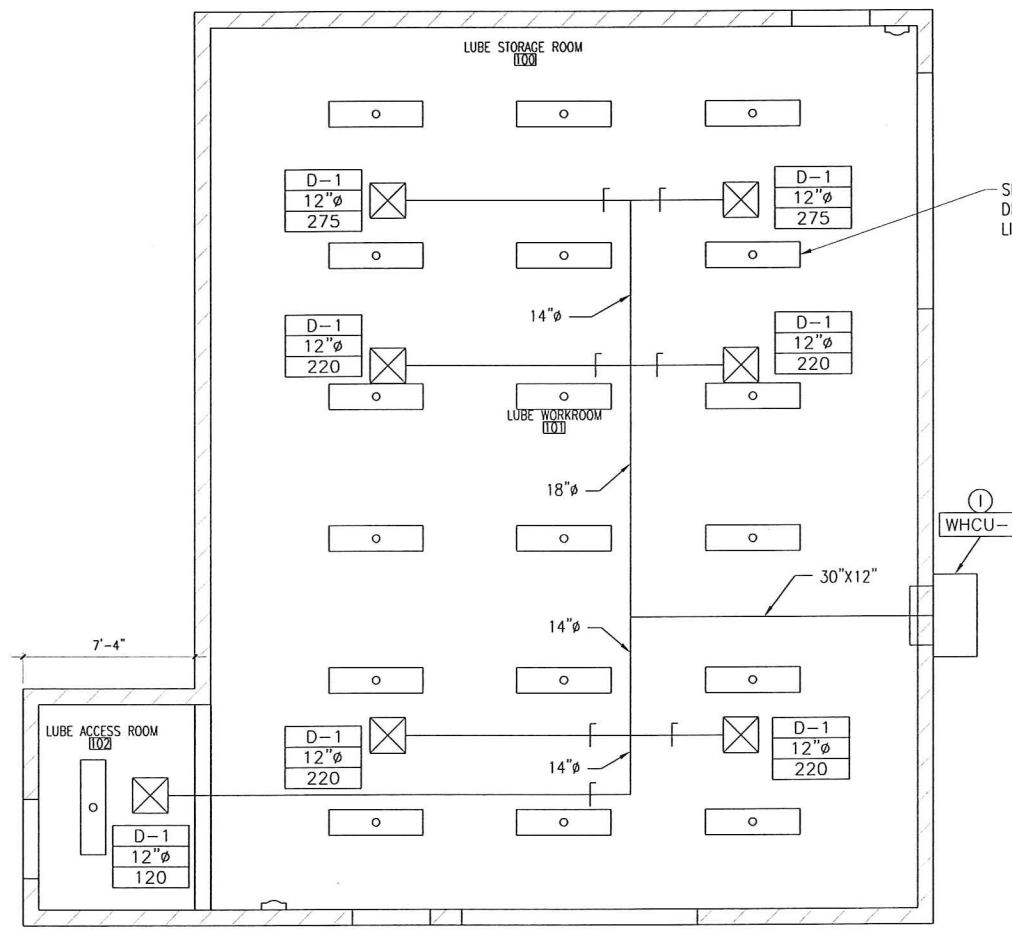 LUBE STORAGE ROOM
100
D-1
12"ø
275
D-1
12"ø
275
14"ø
D-1
12"ø
220
D-1
12"ø
220
LUBE WORKROOM
101
18"ø
1
WHCU-
30"X12"
14"ø
7'-4"
LUBE ACCESS ROOM
102
D-1
12"ø
220
D-1
12"ø
220
14"ø
D-1
12"ø
120